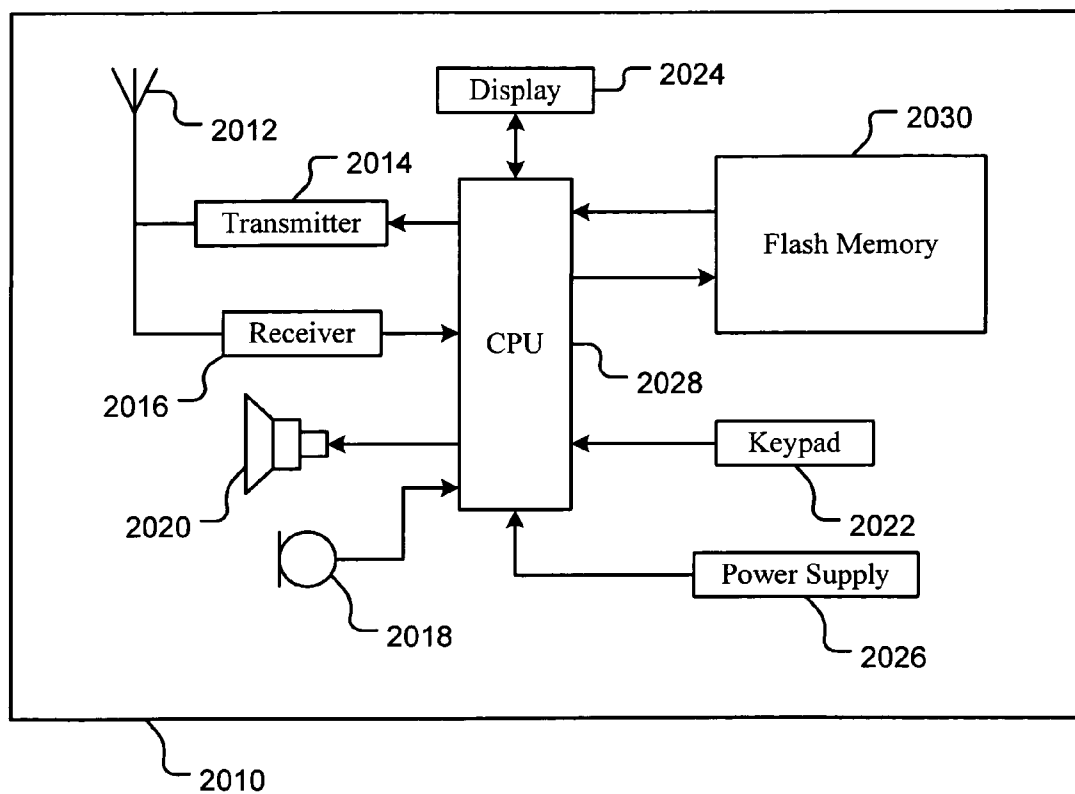 2012
Display
2024
2030
2014
Transmitter
Flash Memory
Receiver
CPU
2016
2028
Keypad
2020
2022
Power Supply
2018
2026
2010